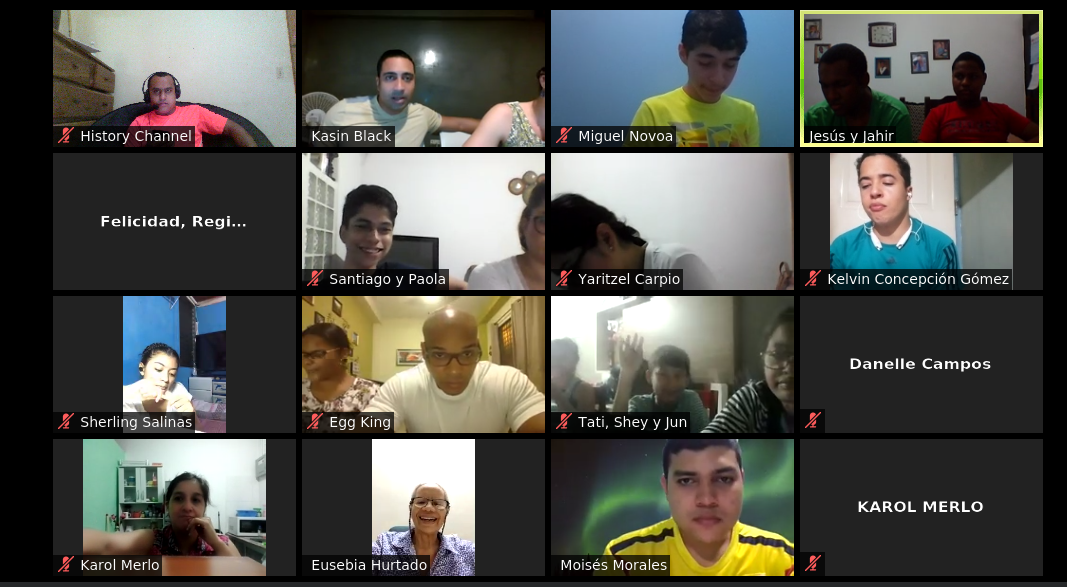 History Channel
Kasin Black
Miguel Novoa
Jesús y Jahir
Felicidad, Regi...
Santiago y Paola
Yaritzel Carpio
Kelvin Concepción Gómez
Sherling Salinas
Egg King
Tati, Shey y Jun
Danelle Campos
Karol Merlo
Eusebia Hurtado
Moisés Morales
KAROL MERLO